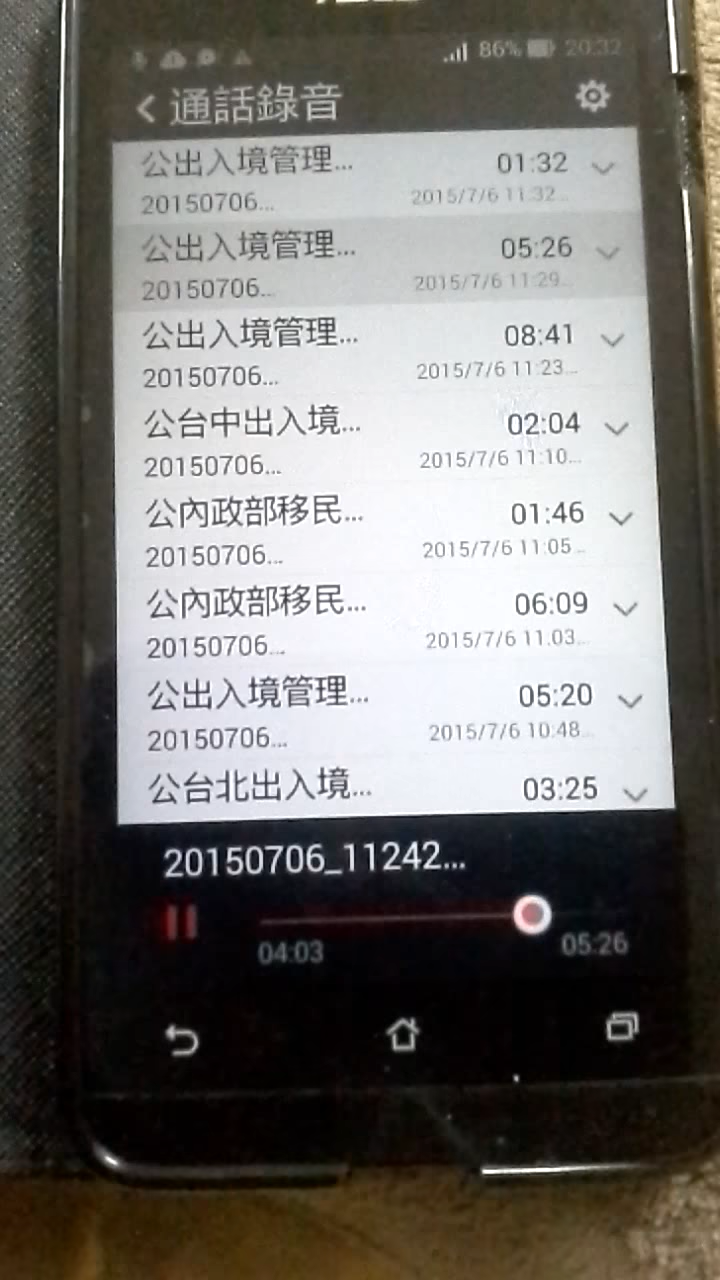 86% 20:32
通話錄音
公出入境管理... 01:32
20150706... 2015/7/6 11:32...
公出入境管理... 05:26
20150706... 2015/7/6 11:29...
公出入境管理... 08:41
20150706... 2015/7/6 11:23...
公台中出入境... 02:04
20150706... 2015/7/6 11:10...
公內政部移民... 01:46
20150706... 2015/7/6 11:05...
公內政部移民... 06:09
20150706... 2015/7/6 11:03...
公出入境管理... 05:20
20150706... 2015/7/6 10:48...
公台北出入境... 03:25
20150706_11242...
04:03 05:26